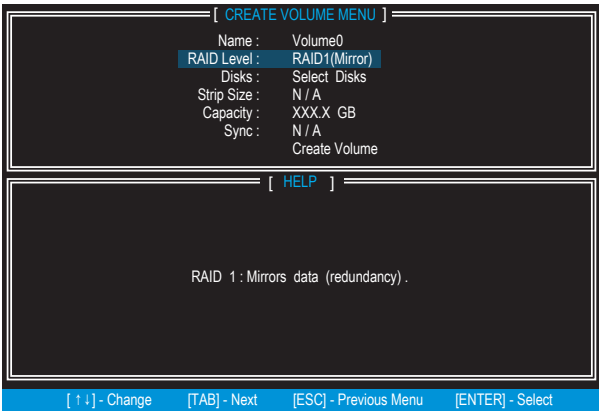 [ CREATE VOLUME MENU ]
Name : Volume0
RAID Level : RAID1(Mirror)
Disks : Select Disks
Strip Size : N / A
Capacity : XXX.X GB
Sync : N / A
Create Volume
[ HELP ]
RAID 1 : Mirrors data (redundancy) .
[ ↑↓] - Change [TAB] - Next [ESC] - Previous Menu [ENTER] - Select